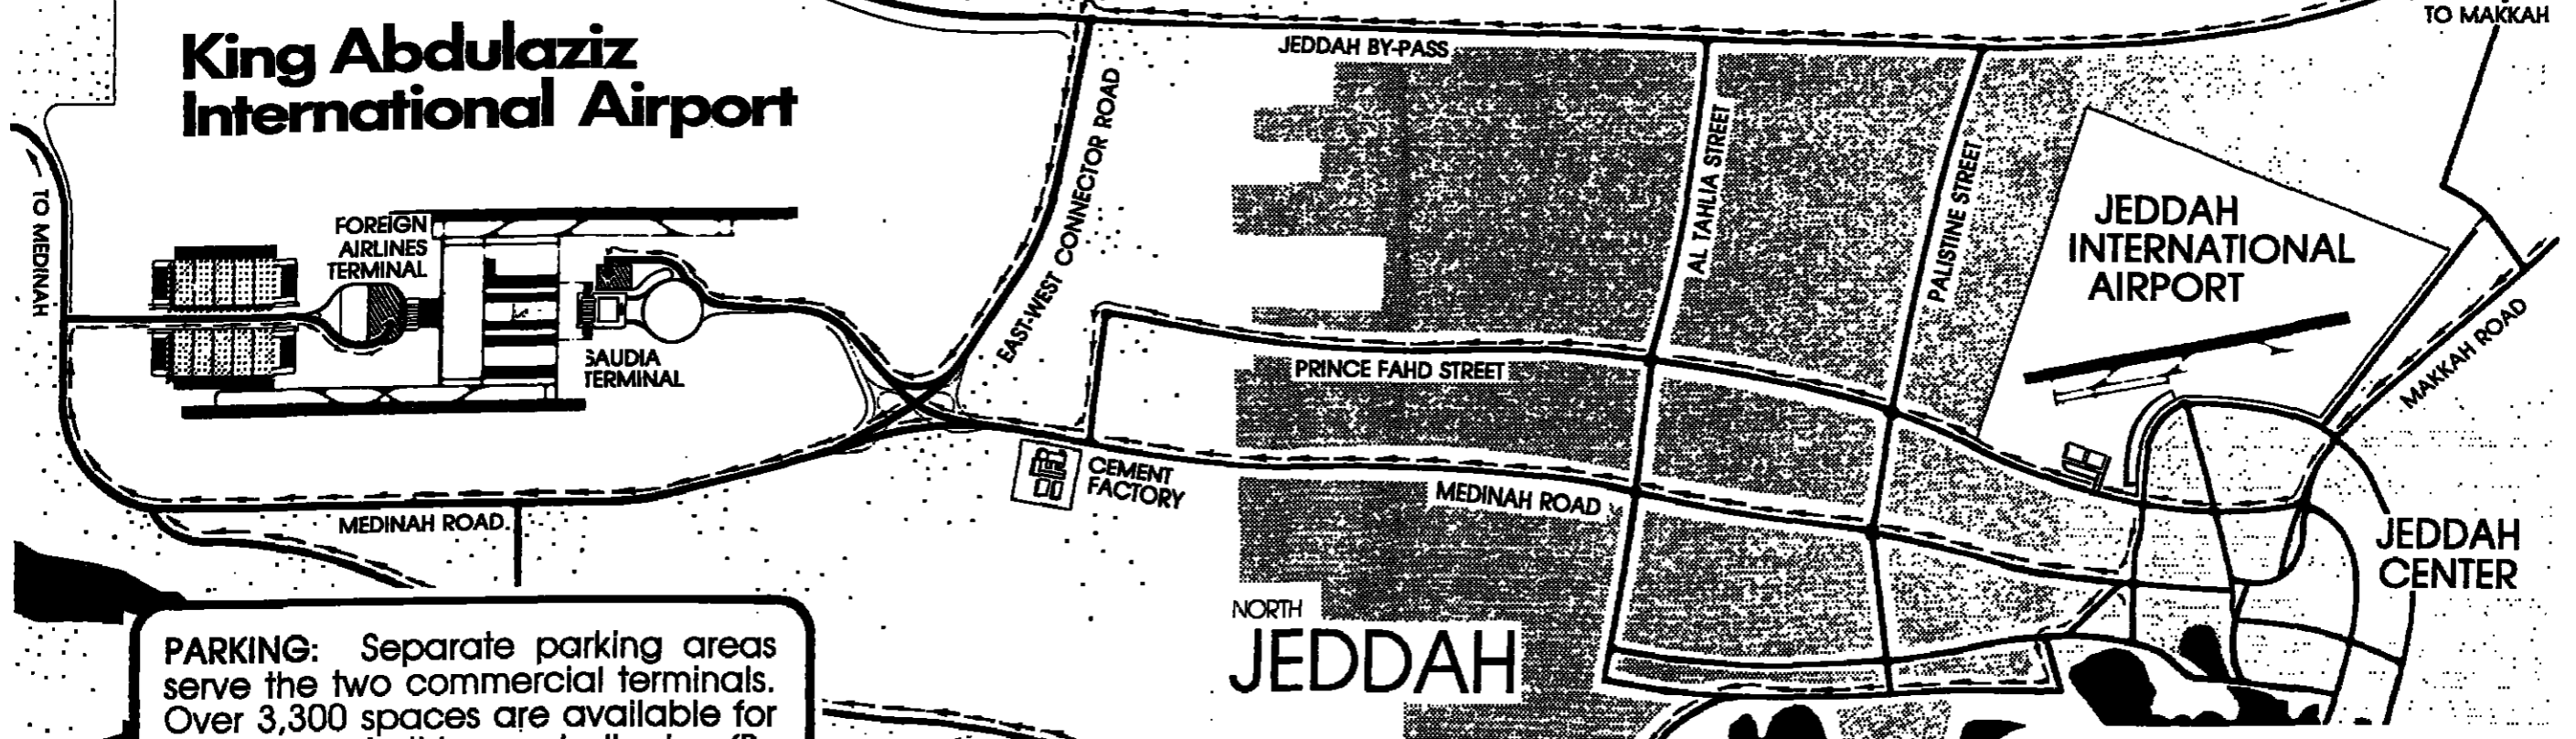 TO MAKKAH
King Abdulaziz
International Airport
JEDDAH BY-PASS
EAST-WEST CONNECTOR ROAD
AL TAHLIA STREET
PALISTINE STREET
JEDDAH
INTERNATIONAL
AIRPORT
TO MEDINAH
FOREIGN
AIRLINES
TERMINAL
SAUDIA
TERMINAL
PRINCE FAHD STREET
MAKKAH ROAD
CEMENT
FACTORY
MEDINAH ROAD
MEDINAH ROAD
JEDDAH
CENTER
NORTH
JEDDAH
PARKING: Separate parking areas
serve the two commercial terminals.
Over 3,300 spaces are available for